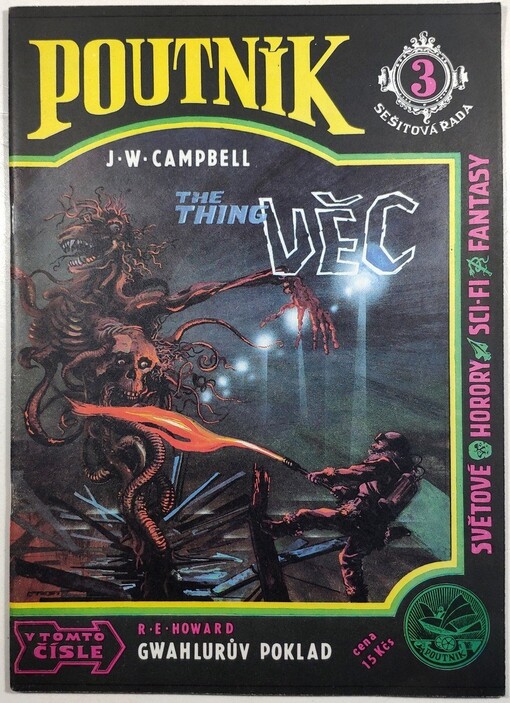 POUTNÍK
3
SEŠITOVÁ ŘADA
J·W·CAMPBELL
THE
THING
VĚC
SVĚTOVÉ HORORY SCI-FI FANTASY
V TOMTO
ČÍSLE
R·E·HOWARD
GWAHLURŮV POKLAD
cena
15 Kčs
POUTNÍK